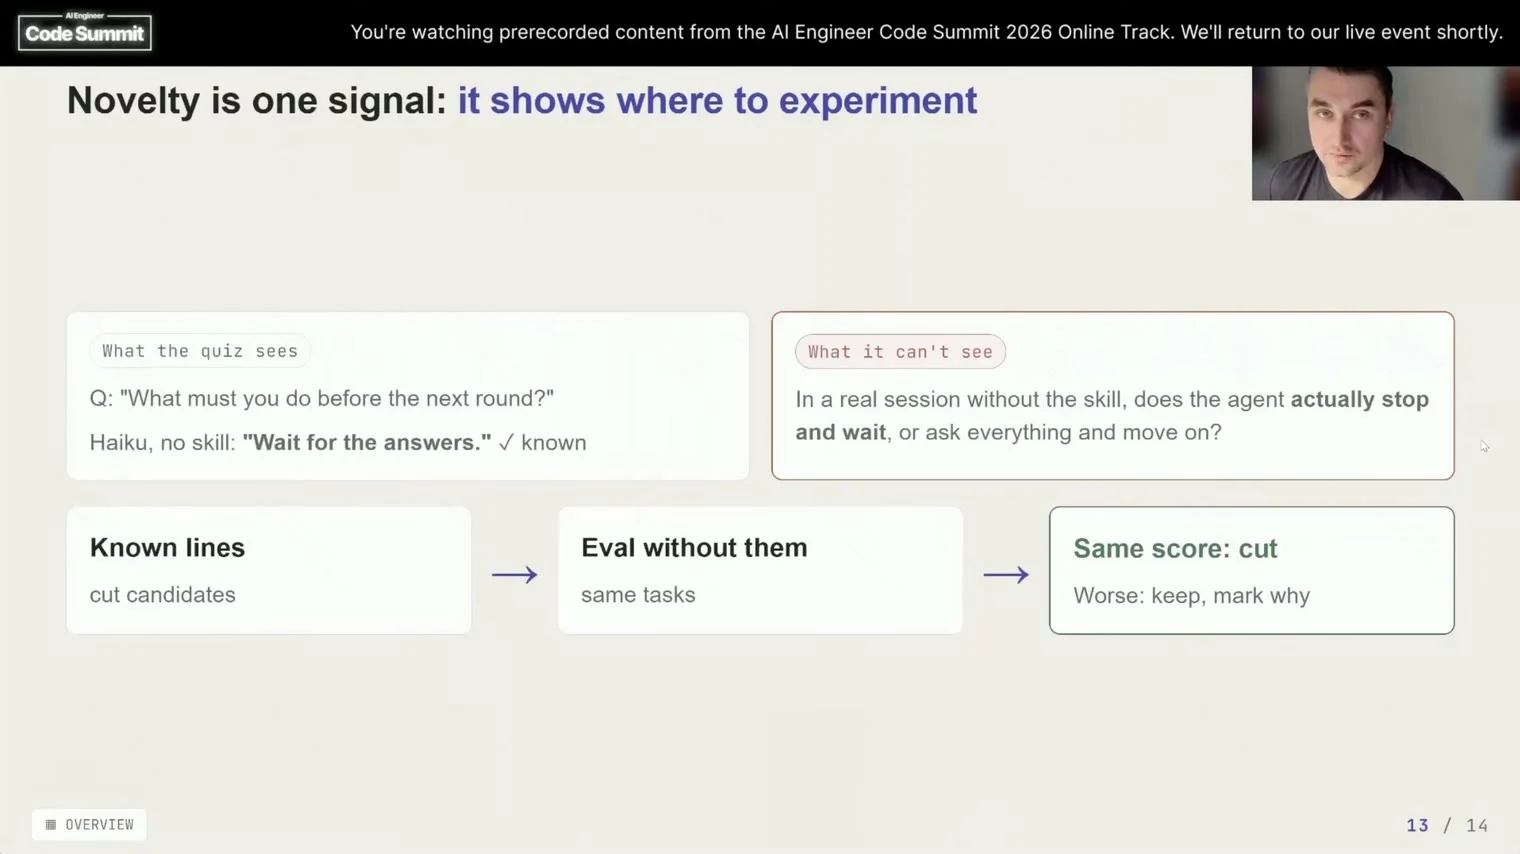 AI Engineer
Code Summit
You're watching prerecorded content from the AI Engineer Code Summit 2026 Online Track. We'll return to our live event shortly.
Novelty is one signal: it shows where to experiment
What the quiz sees
Q: "What must you do before the next round?"
Haiku, no skill: "Wait for the answers." ✓ known
What it can't see
In a real session without the skill, does the agent actually stop
and wait, or ask everything and move on?
Known lines
cut candidates
→
Eval without them
same tasks
→
Same score: cut
Worse: keep, mark why
OVERVIEW
13 / 14